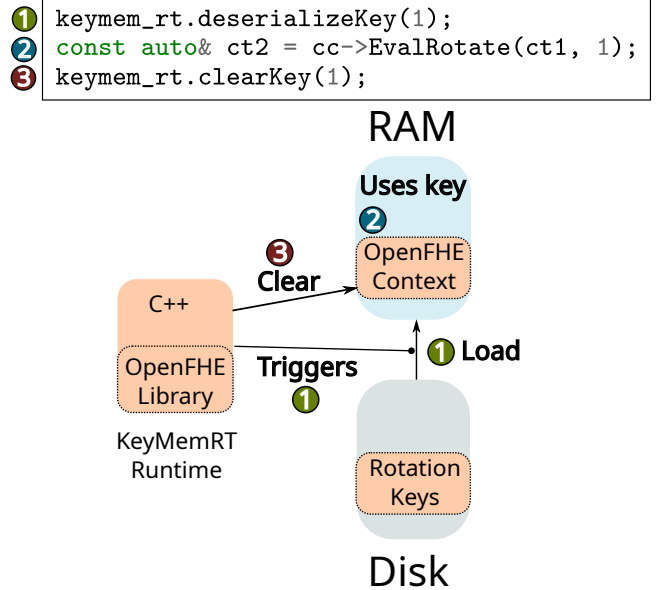 1 keymem_rt.deserializeKey(1);
2 const auto& ct2 = cc->EvalRotate(ct1, 1);
3 keymem_rt.clearKey(1);
RAM
Uses key
2
OpenFHE
Context
3
Clear
C++
OpenFHE
Library
KeyMemRT
Runtime
Triggers
1
1 Load
Rotation
Keys
Disk